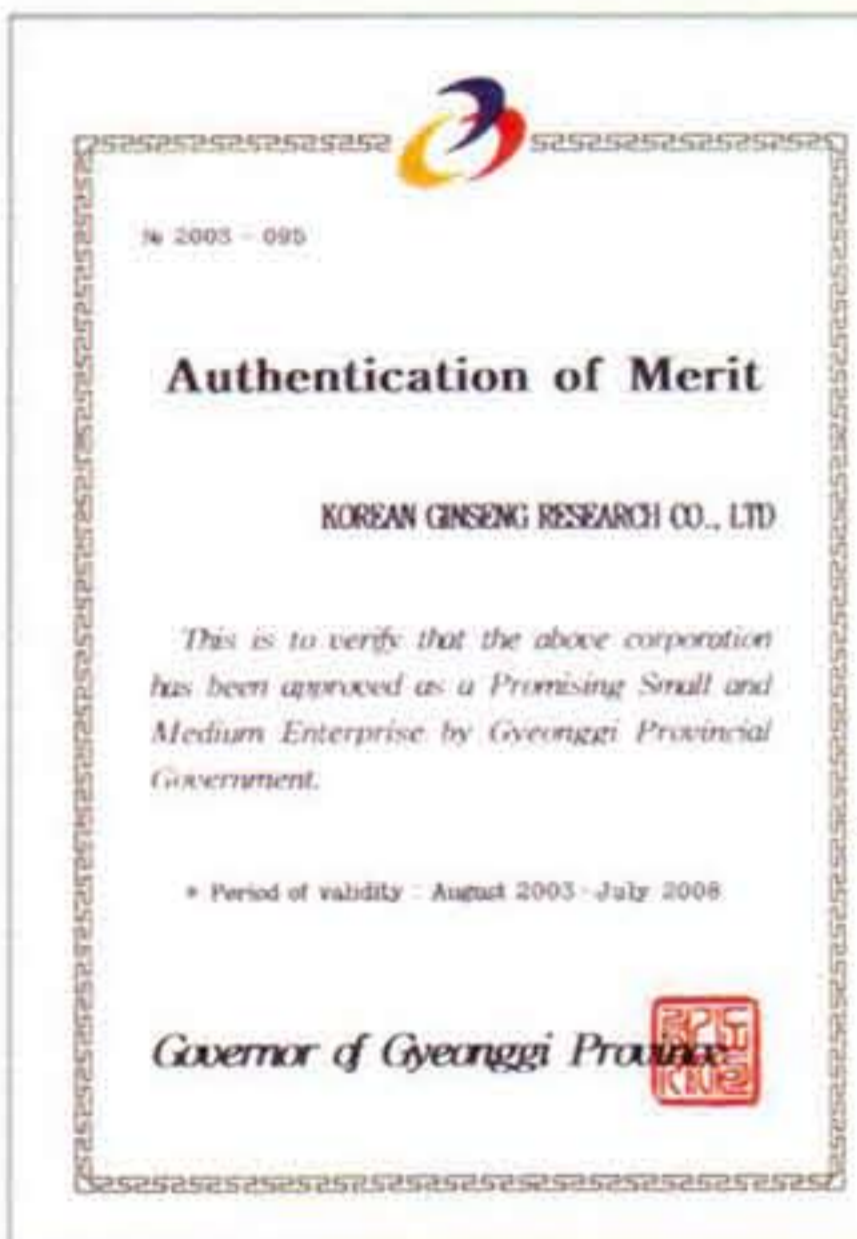 № 2003 - 095
Authentication of Merit
KOREAN GINSENG RESEARCH CO., LTD
This is to verify that the above corporation
has been approved as a Promising Small and
Medium Enterprise by Gyeonggi Provincial
Government.
* Period of validity : August 2003 - July 2008
Governor of Gyeonggi Province